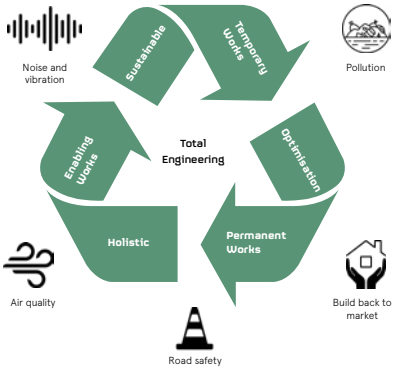 Sustainable
Temporary
Works
Noise and
vibration
Pollution
Enabling
Works
Total
Engineering
Optimisation
Holistic
Permanent
Works
Air quality
Build back to
market
Road safety